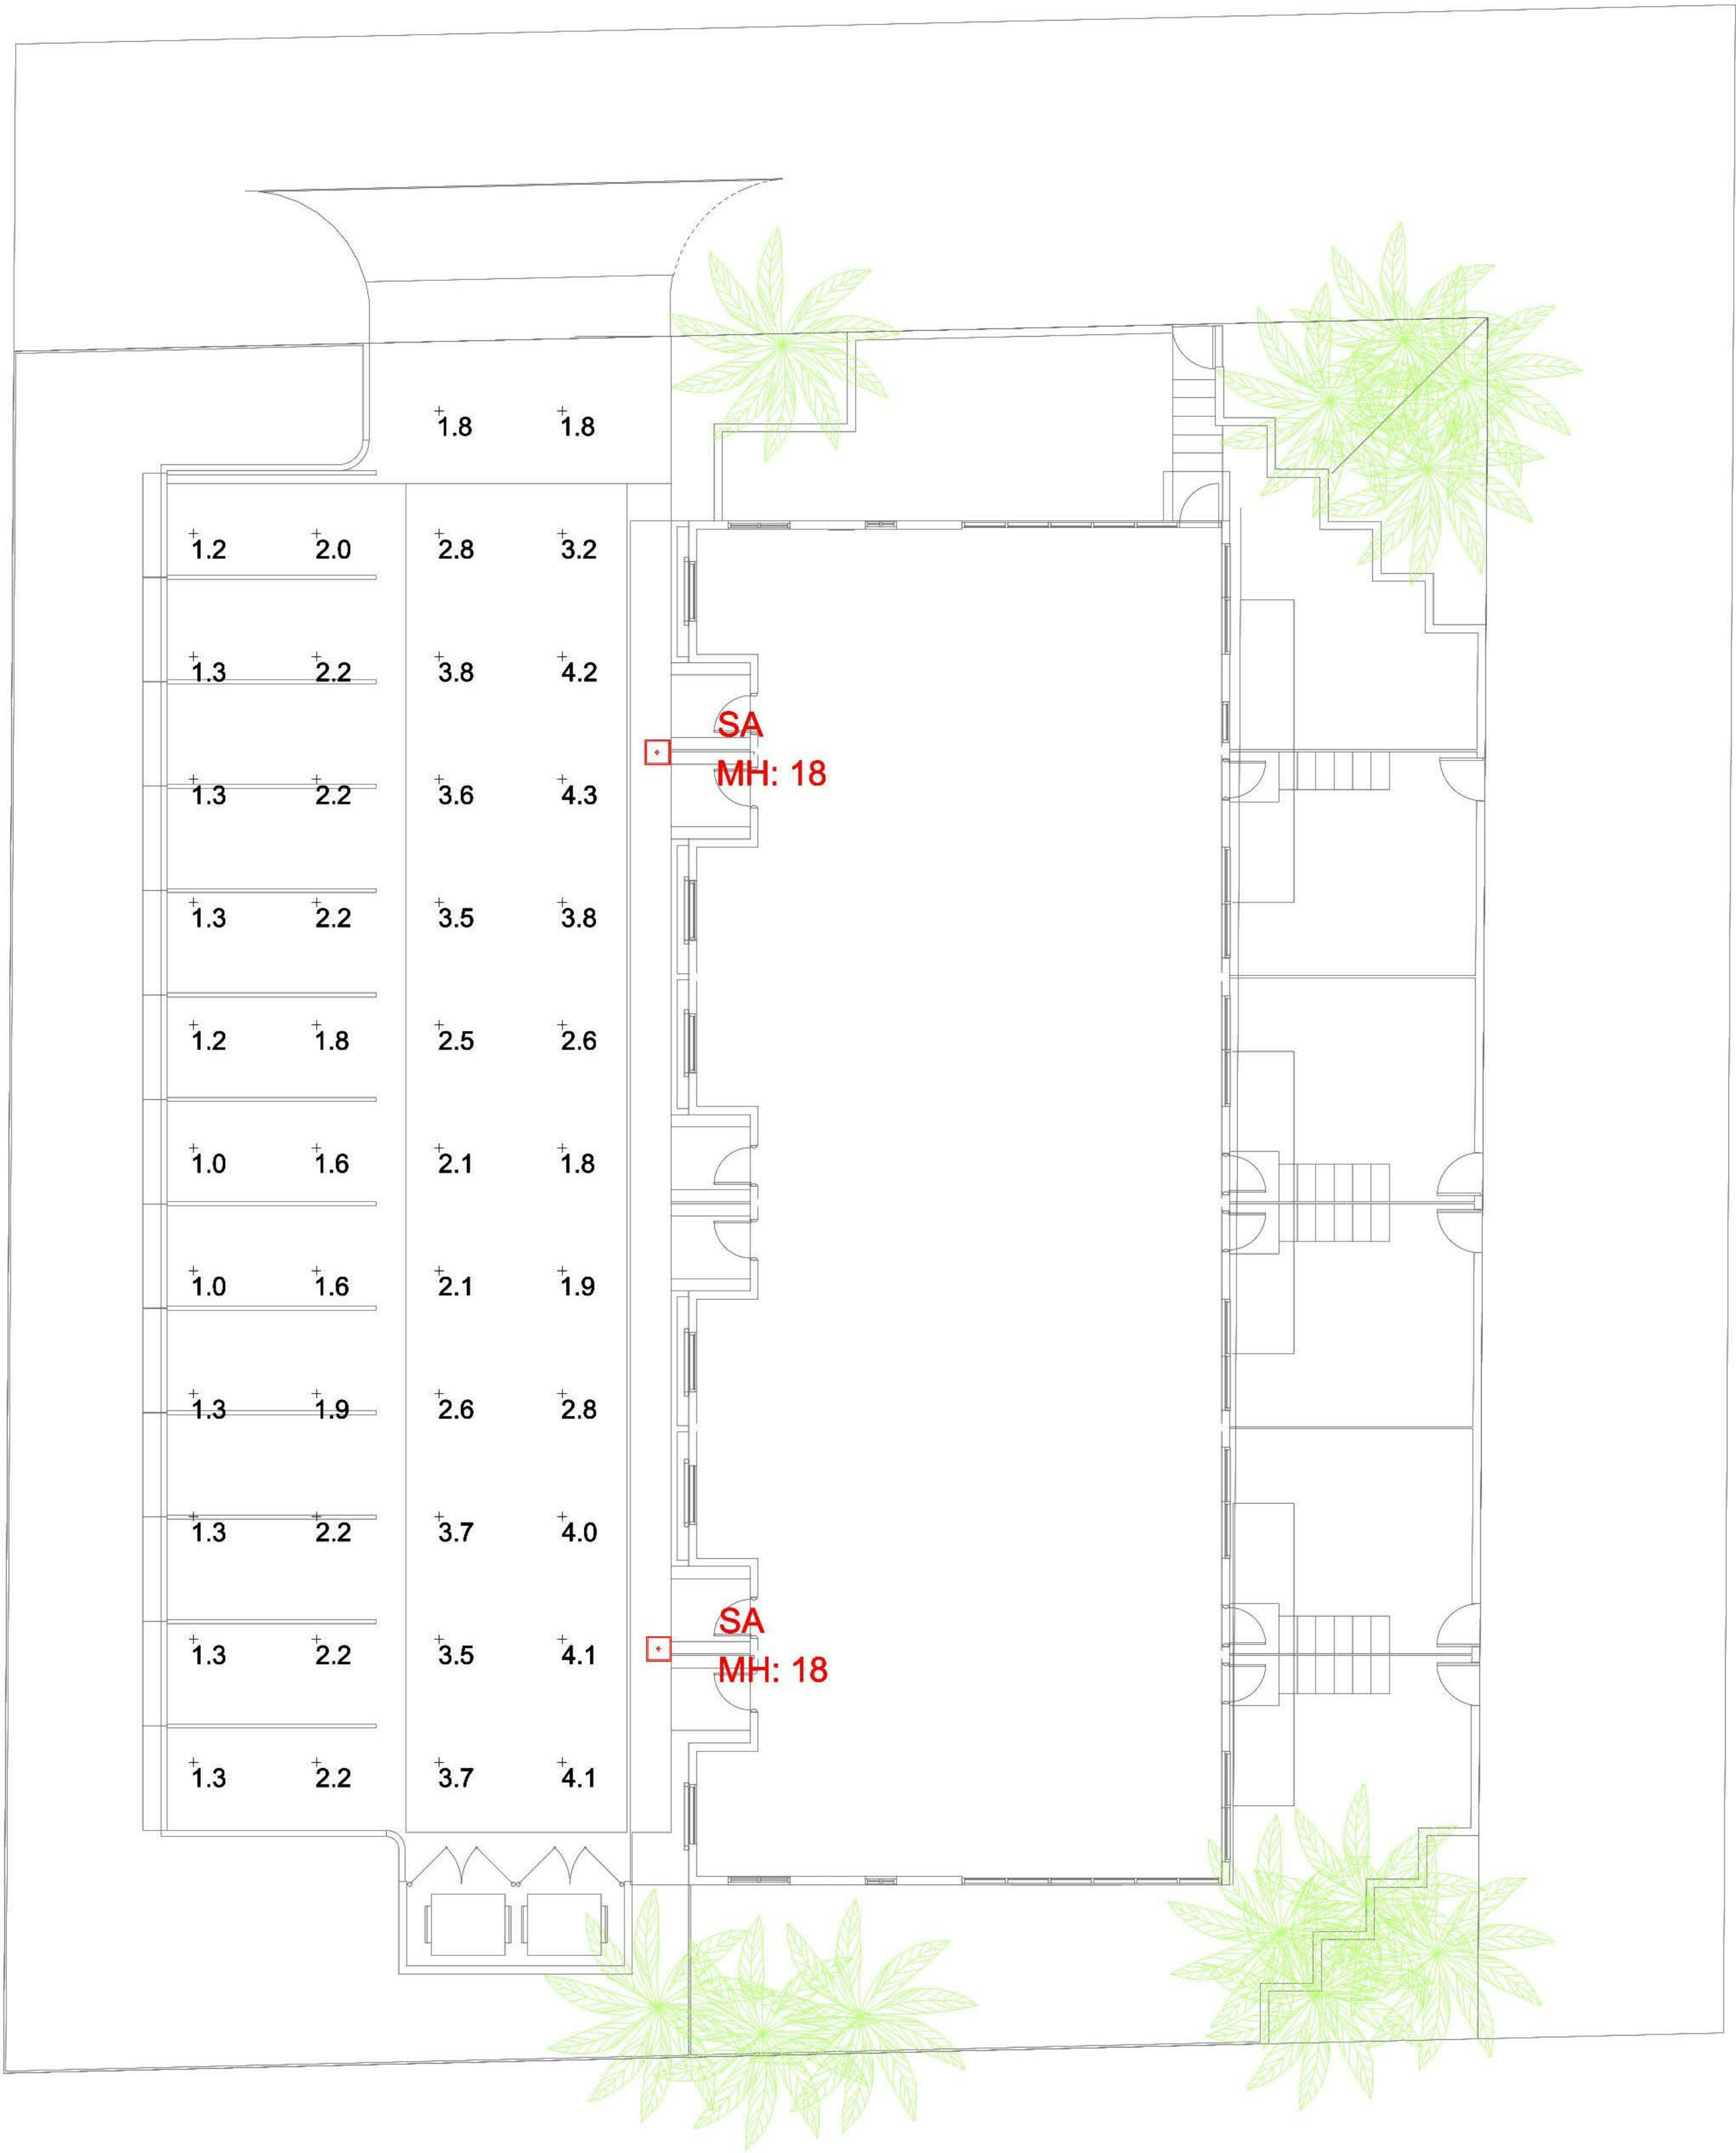 1.8 1.8
1.2 2.0 2.8 3.2
1.3 2.2 3.8 4.2
SA
MH: 18
1.3 2.2 3.6 4.3
1.3 2.2 3.5 3.8
1.2 1.8 2.5 2.6
1.0 1.6 2.1 1.8
1.0 1.6 2.1 1.9
1.3 1.9 2.6 2.8
1.3 2.2 3.7 4.0
SA
1.3 2.2 3.5 4.1
MH: 18
1.3 2.2 3.7 4.1